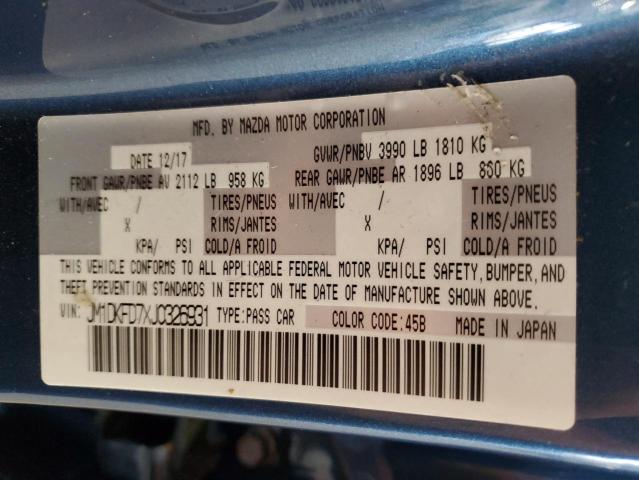 MFD. BY MAZDA MOTOR CORPORATION
DATE 12/17 GVWR/PNBV 3990 LB 1810 KG
FRONT GAWR/PNBE AV 2112 LB 958 KG REAR GAWR/PNBE AR 1896 LB 860 KG
WITH/AVEC / TIRES/PNEUS WITH/AVEC / TIRES/PNEUS
X RIMS/JANTES X RIMS/JANTES
KPA/ PSI COLD/A FROID KPA/ PSI COLD/A FROID
THIS VEHICLE CONFORMS TO ALL APPLICABLE FEDERAL MOTOR VEHICLE SAFETY, BUMPER, AND
THEFT PREVENTION STANDARDS IN EFFECT ON THE DATE OF MANUFACTURE SHOWN ABOVE.
VIN: JM1DKFD7XJ0326931 TYPE:PASS CAR COLOR CODE:45B MADE IN JAPAN